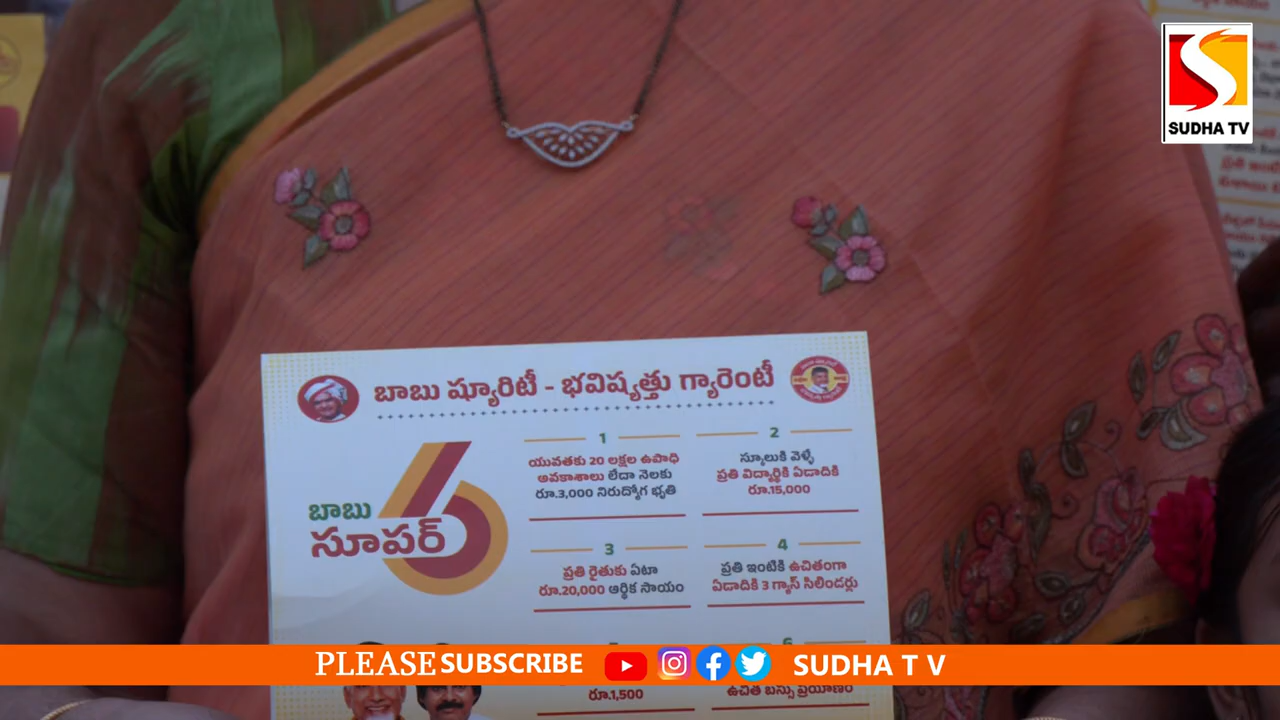 SUDHA TV
బాబు ష్యూరిటీ - భవిష్యత్తు గ్యారెంటీ
బాబు
సూపర్ 6
1
యువతకు 20 లక్షల ఉపాధి
అవకాశాలు లేదా నెలకు
రూ.3,000 నిరుద్యోగ భృతి
2
స్కూలుకి వెళ్ళే
ప్రతి విద్యార్థికి ఏడాదికి
రూ.15,000
3
ప్రతి రైతుకు ఏటా
రూ.20,000 ఆర్థిక సాయం
4
ప్రతి ఇంటికి ఉచితంగా
ఏడాదికి 3 గ్యాస్ సిలిండర్లు
రూ.1,500
6
ఉచిత బస్సు ప్రయాణం
PLEASE SUBSCRIBE SUDHA T V